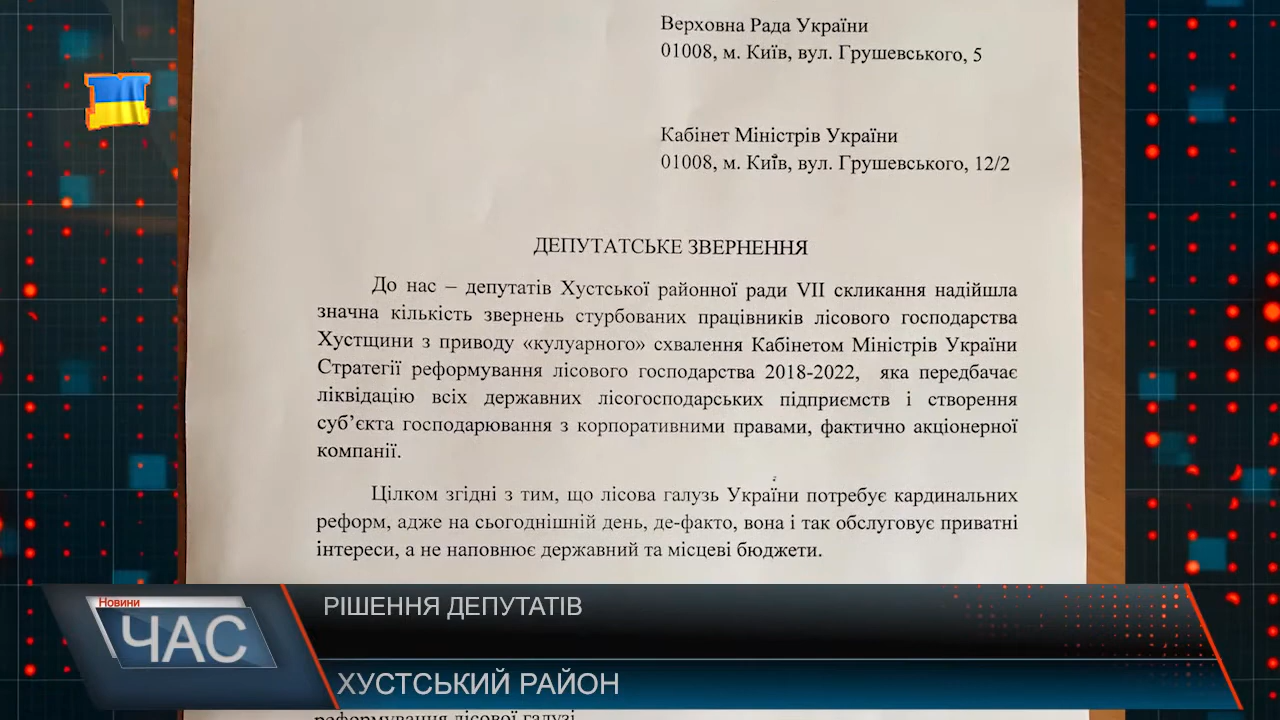 Верховна Рада України
01008, м. Київ, вул. Грушевського, 5
Кабінет Міністрів України
01008, м. Київ, вул. Грушевського, 12/2
ДЕПУТАТСЬКЕ ЗВЕРНЕННЯ
До нас – депутатів Хустської районної ради VII скликання надійшла
значна кількість звернень стурбованих працівників лісового господарства
Хустщини з приводу «кулуарного» схвалення Кабінетом Міністрів України
Стратегії реформування лісового господарства 2018-2022, яка передбачає
ліквідацію всіх державних лісогосподарських підприємств і створення
суб’єкта господарювання з корпоративними правами, фактично акціонерної
компанії.
Цілком згідні з тим, що лісова галузь України потребує кардинальних
реформ, адже на сьогоднішній день, де-факто, вона і так обслуговує приватні
інтереси, а не наповнює державний та місцеві бюджети.
Новини
ЧАС
РІШЕННЯ ДЕПУТАТІВ
ХУСТСЬКИЙ РАЙОН
реформування лісової галузі